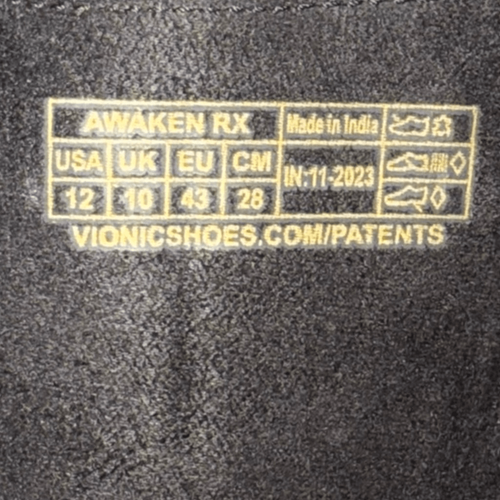 AWAKEN RX Made in India
USA UK EU CM IN:11-2023
12 10 43 28
VIONICSHOES.COM/PATENTS